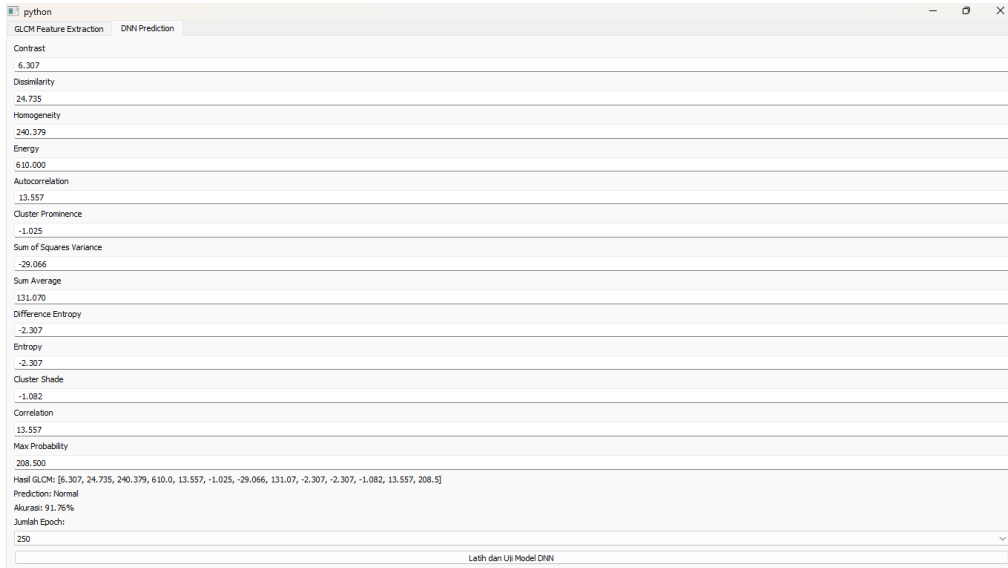 python
GLCM Feature Extraction DNN Prediction
Contrast
6.307
Dissimilarity
24.735
Homogeneity
240.379
Energy
610.000
Autocorrelation
13.557
Cluster Prominence
-1.025
Sum of Squares Variance
-29.066
Sum Average
131.070
Difference Entropy
-2.307
Entropy
-2.307
Cluster Shade
-1.082
Correlation
13.557
Max Probability
208.500
Hasil GLCM: [6.307, 24.735, 240.379, 610.0, 13.557, -1.025, -29.066, 131.07, -2.307, -2.307, -1.082, 13.557, 208.5]
Prediction: Normal
Akurasi: 91.76%
Jumlah Epoch:
250
Latih dan Uji Model DNN